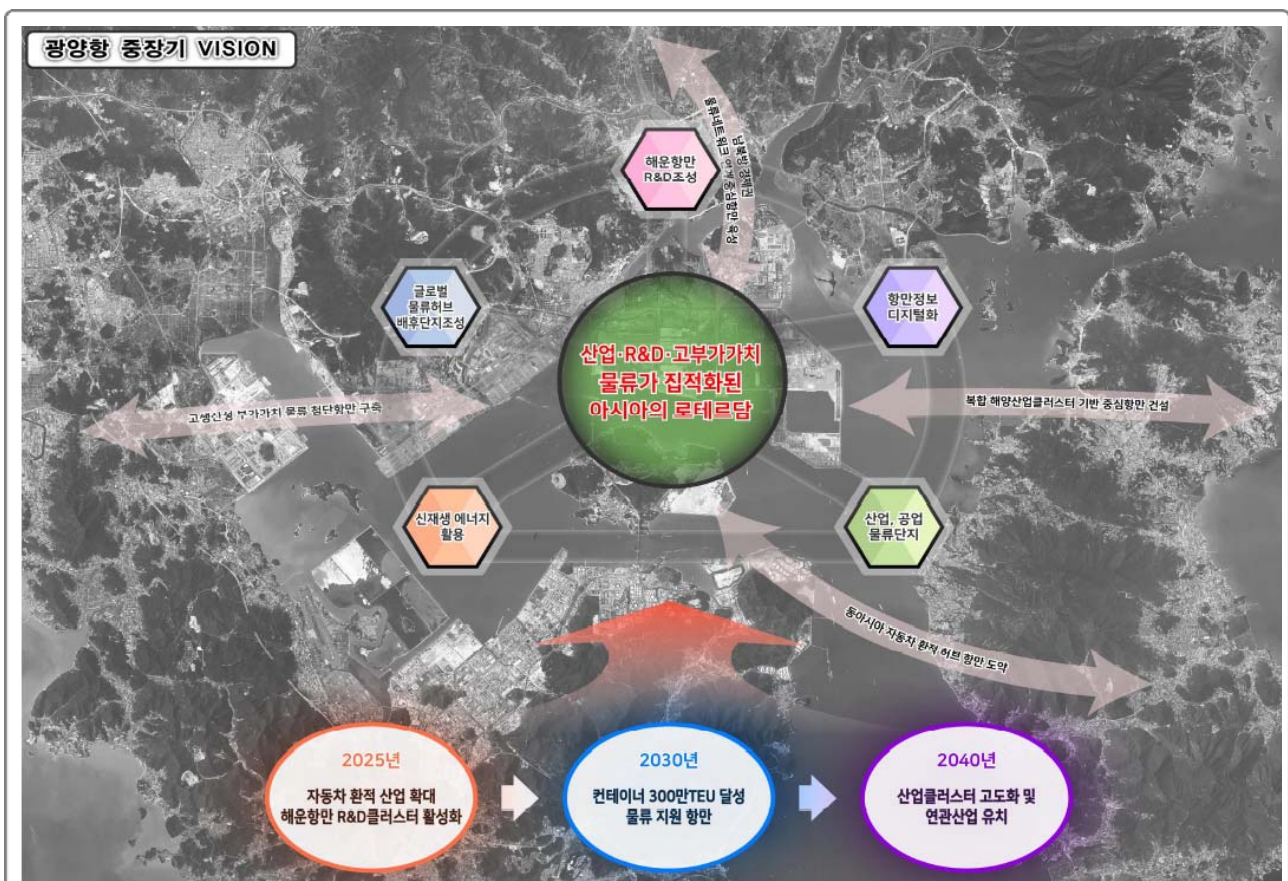 광양항 중장기 VISION
남북방 경제권
물류네트워크 연계 중심항만 육성
해운항만
R&D조성
글로벌
물류허브
배후단지조성
항만정보
디지털화
산업·R&D·고부가가치
물류가 집적화된
아시아의 로테르담
고생산성 부가가치 물류 첨단항만 구축
복합 해양산업클러스터 기반 중심항만 건설
신재생 에너지
활용
산업, 공업
물류단지
동아시아 자동차 환적 허브 항만 도약
2025년
자동차 환적 산업 확대
해운항만 R&D클러스터 활성화
2030년
컨테이너 300만TEU 달성
물류 지원 항만
2040년
산업클러스터 고도화 및
연관산업 유치